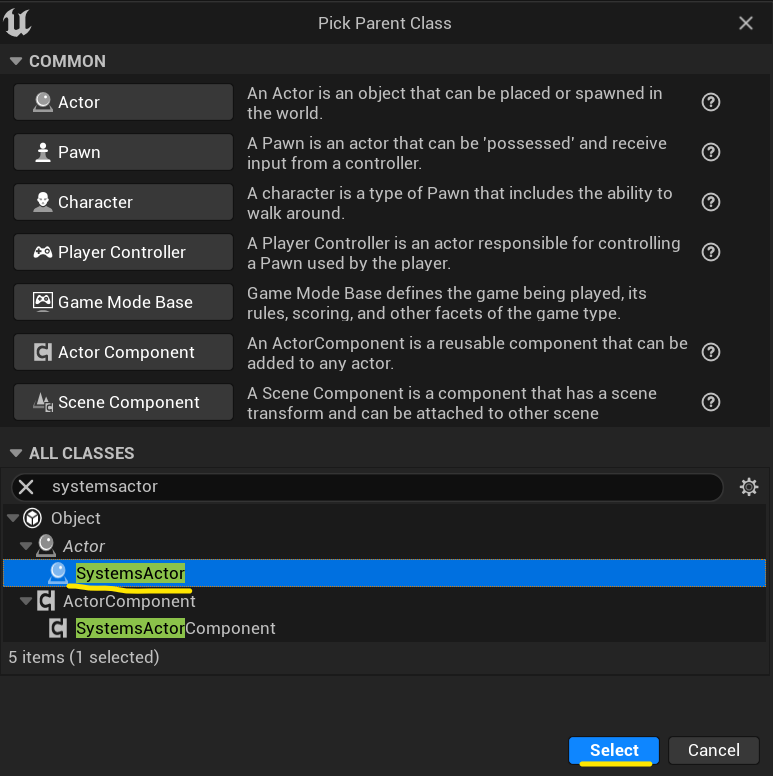 Pick Parent Class
COMMON
Actor
An Actor is an object that can be placed or spawned in
the world.
Pawn
A Pawn is an actor that can be 'possessed' and receive
input from a controller.
Character
A character is a type of Pawn that includes the ability to
walk around.
Player Controller
A Player Controller is an actor responsible for controlling
a Pawn used by the player.
Game Mode Base
Game Mode Base defines the game being played, its
rules, scoring, and other facets of the game type.
Actor Component
An ActorComponent is a reusable component that can be
added to any actor.
Scene Component
A Scene Component is a component that has a scene
transform and can be attached to other scene
ALL CLASSES
systemsactor
Object
Actor
SystemsActor
ActorComponent
SystemsActorComponent
5 items (1 selected)
Select
Cancel